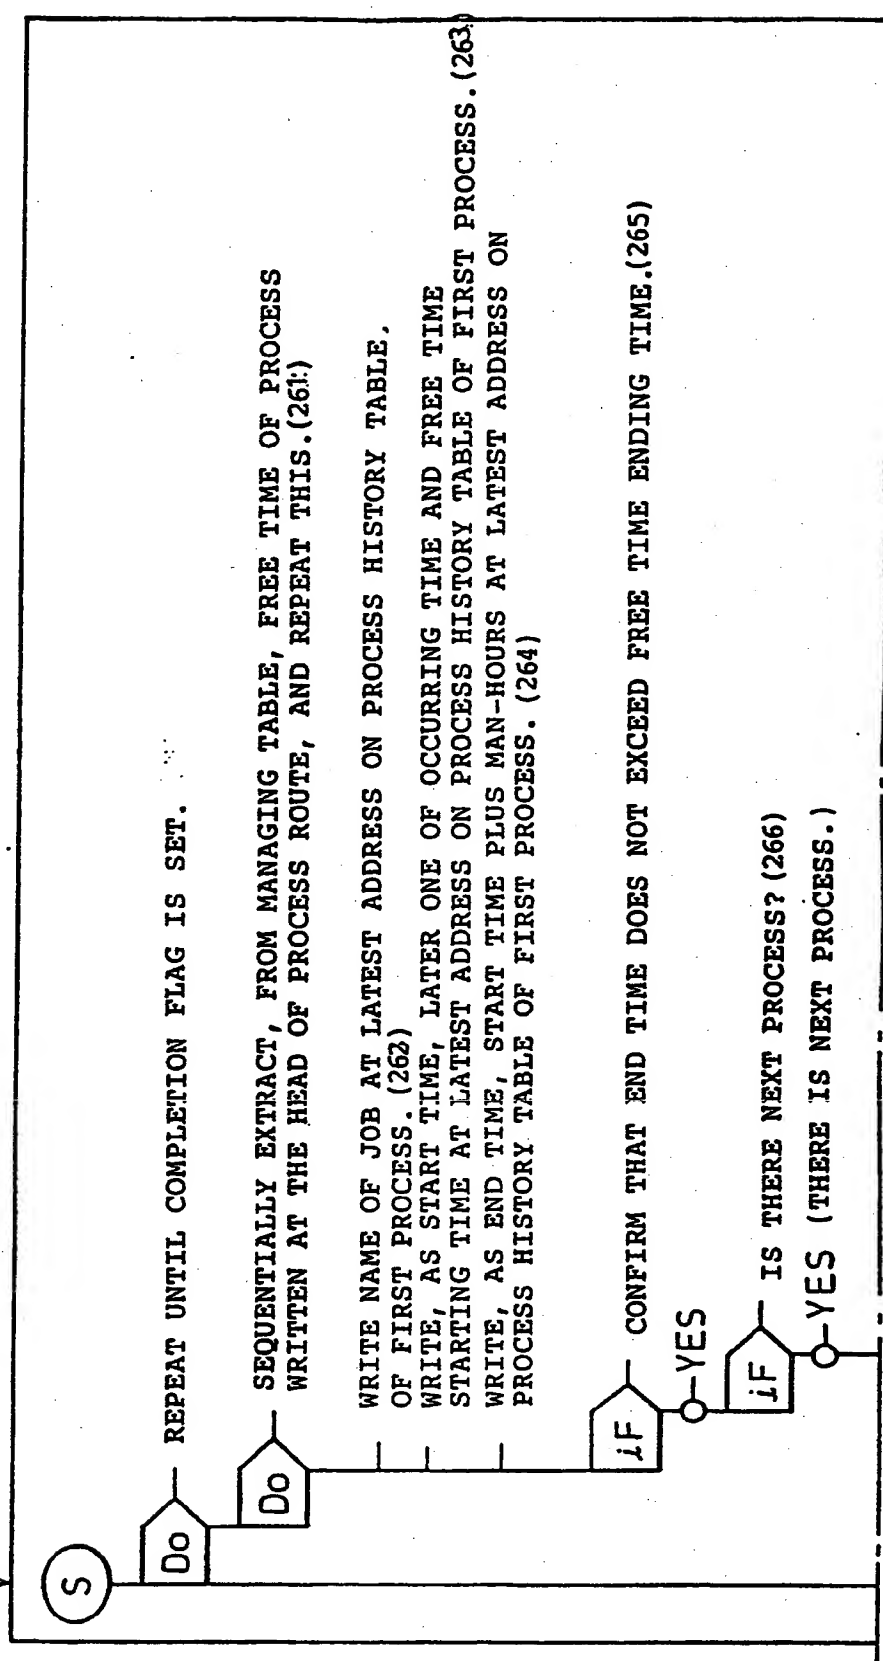 S
Do
REPEAT UNTIL COMPLETION FLAG IS SET.
Do
SEQUENTIALLY EXTRACT, FROM MANAGING TABLE, FREE TIME OF PROCESS
WRITTEN AT THE HEAD OF PROCESS ROUTE, AND REPEAT THIS.(261)
WRITE NAME OF JOB AT LATEST ADDRESS ON PROCESS HISTORY TABLE.
OF FIRST PROCESS.(262)
WRITE, AS START TIME, LATER ONE OF OCCURRING TIME AND FREE TIME
STARTING TIME AT LATEST ADDRESS ON PROCESS HISTORY TABLE OF FIRST PROCESS.(263)
WRITE, AS END TIME, START TIME PLUS MAN-HOURS AT LATEST ADDRESS ON
PROCESS HISTORY TABLE OF FIRST PROCESS.(264)
iF
CONFIRM THAT END TIME DOES NOT EXCEED FREE TIME ENDING TIME.(265)
YES
iF
IS THERE NEXT PROCESS?(266)
YES (THERE IS NEXT PROCESS.)